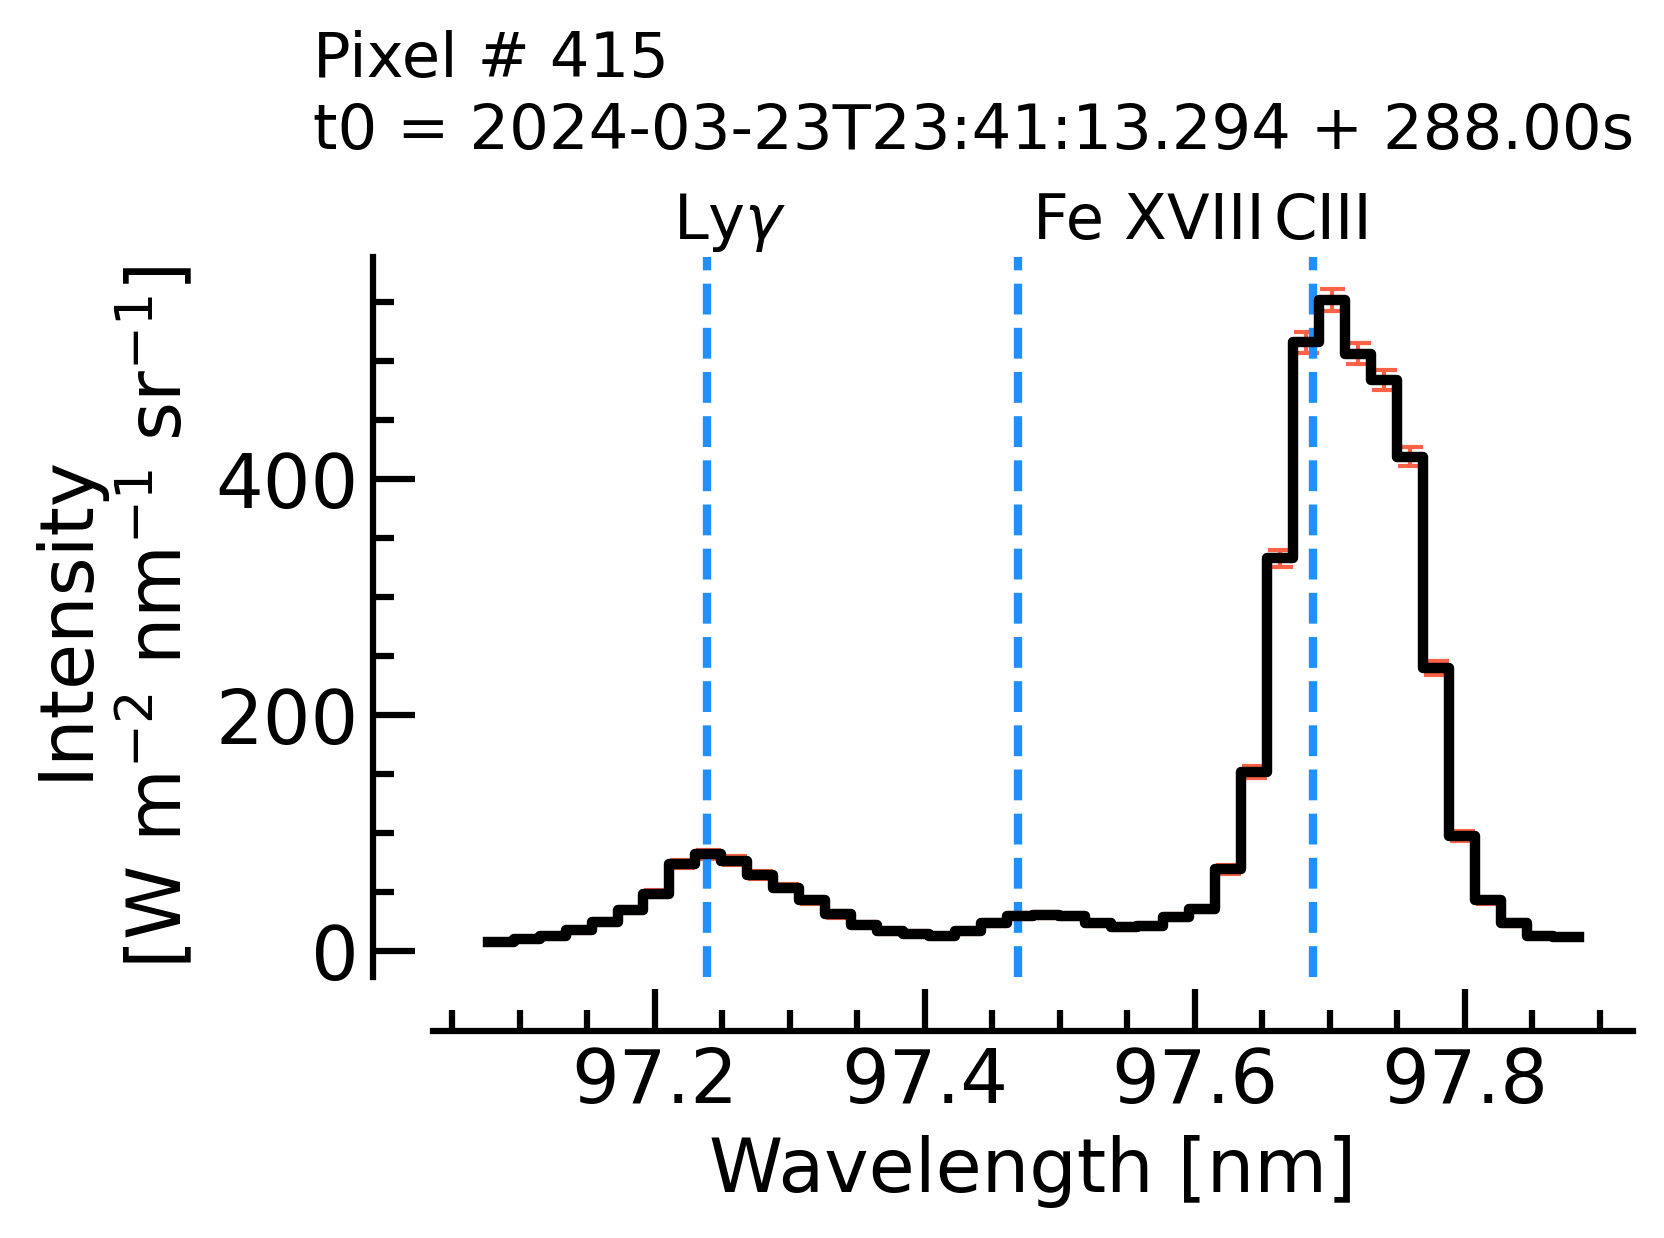 Pixel # 415
t0 = 2024-03-23T23:41:13.294 + 288.00s
Lyγ Fe XVIII CIII
Intensity
[W m⁻² nm⁻¹ sr⁻¹]
400
200
0
97.2 97.4 97.6 97.8
Wavelength [nm]